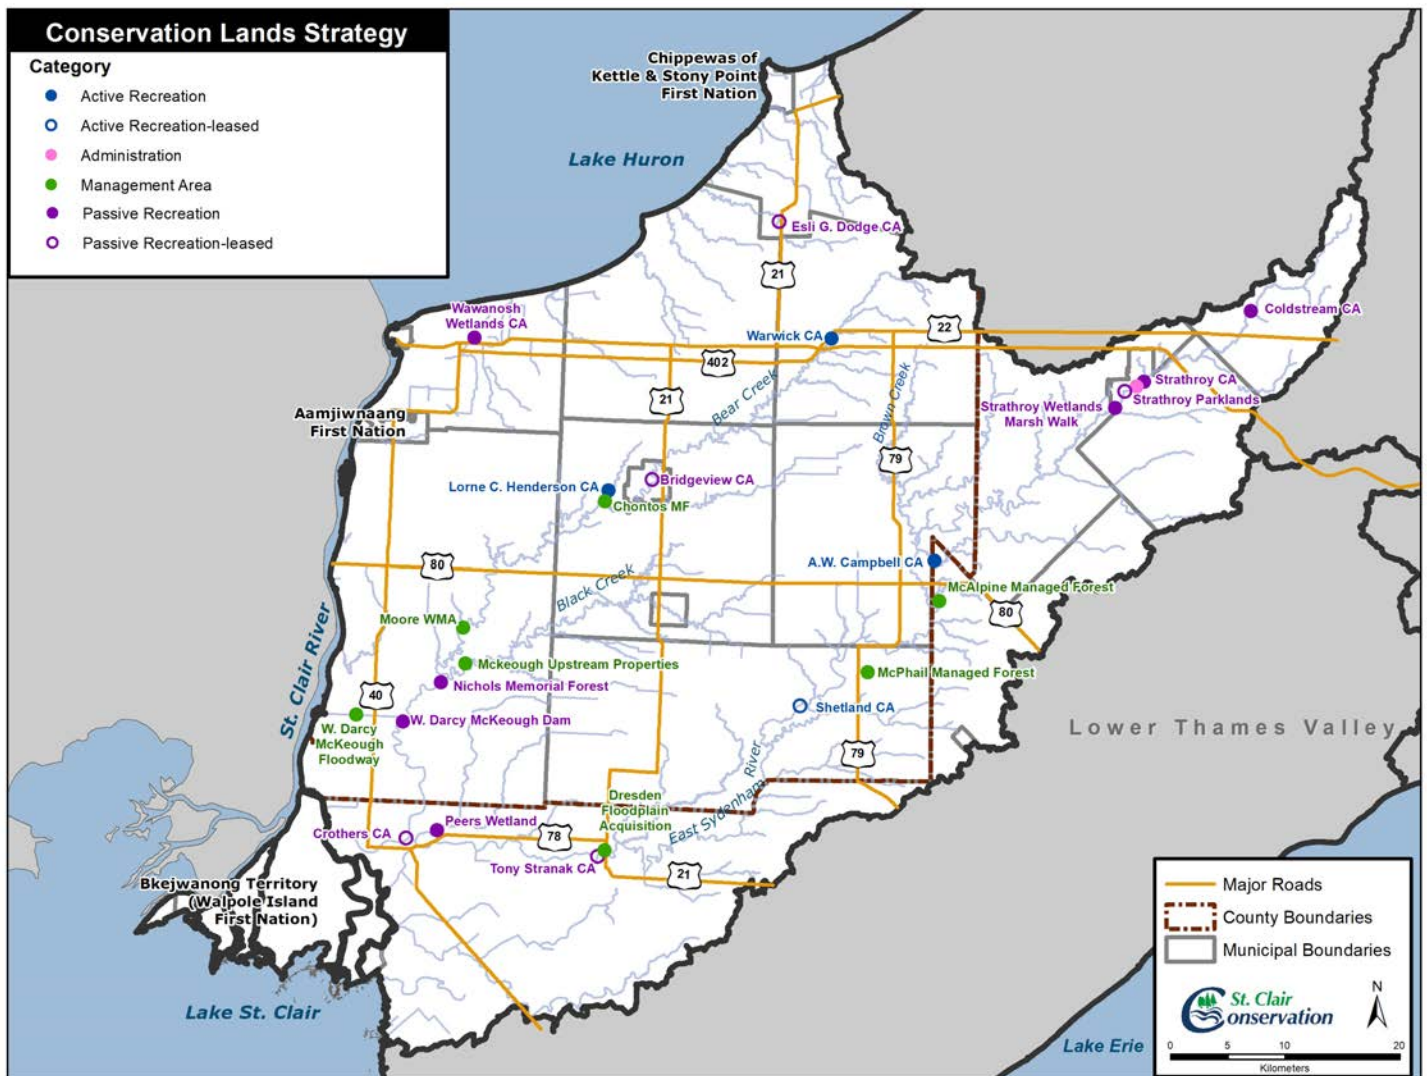 Conservation Lands Strategy
Category
Active Recreation
Active Recreation-leased
Administration
Management Area
Passive Recreation
Passive Recreation-leased
Chippewas of
Kettle & Stony Point
First Nation
Lake Huron
Esli G. Dodge CA
21
Wawanosh
Wetlands CA
Warwick CA
22
Coldstream CA
402
21
Bear Creek
Brown Creek
Strathroy CA
Strathroy Parklands
Strathroy Wetlands
Marsh Walk
Aamjiwnaang
First Nation
79
Lorne C. Henderson CA
Bridgeview CA
Chontos MF
80
A.W. Campbell CA
Black Creek
McAlpine Managed Forest
80
Moore WMA
Mckeough Upstream Properties
McPhail Managed Forest
Nichols Memorial Forest
St. Clair River
40
Shetland CA
W. Darcy McKeough Dam
W. Darcy
McKeough
Floodway
Lower Thames Valley
79
East Sydenham River
Dresden
Floodplain
Acquisition
Peers Wetland
Crothers CA
78
Tony Stranak CA
21
Bkejwanong Territory
(Walpole Island
First Nation)
Lake St. Clair
Lake Erie
Major Roads
County Boundaries
Municipal Boundaries
St. Clair
Conservation
N
0 5 10 20
Kilometers